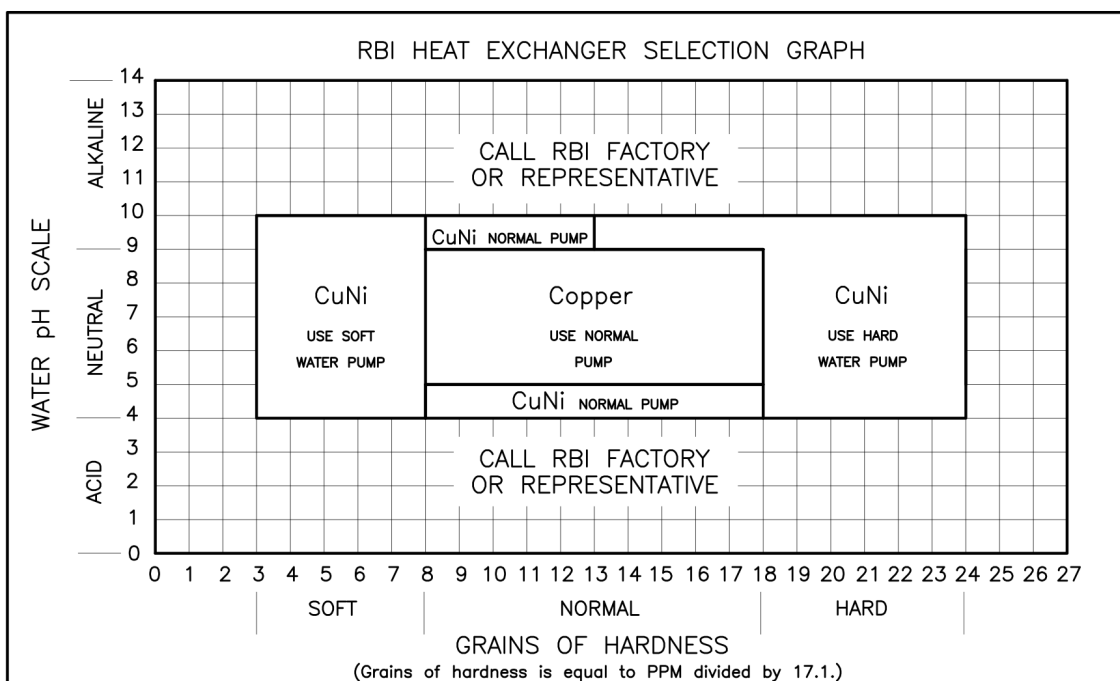 RBI HEAT EXCHANGER SELECTION GRAPH
WATER pH SCALE
ALKALINE
NEUTRAL
ACID
14
13
12
11
10
9
8
7
6
5
4
3
2
1
0
CALL RBI FACTORY
OR REPRESENTATIVE
CuNi NORMAL PUMP
CuNi
USE SOFT
WATER PUMP
Copper
USE NORMAL
PUMP
CuNi
USE HARD
WATER PUMP
CuNi NORMAL PUMP
CALL RBI FACTORY
OR REPRESENTATIVE
0 1 2 3 4 5 6 7 8 9 10 11 12 13 14 15 16 17 18 19 20 21 22 23 24 25 26 27
SOFT NORMAL HARD
GRAINS OF HARDNESS
(Grains of hardness is equal to PPM divided by 17.1.)